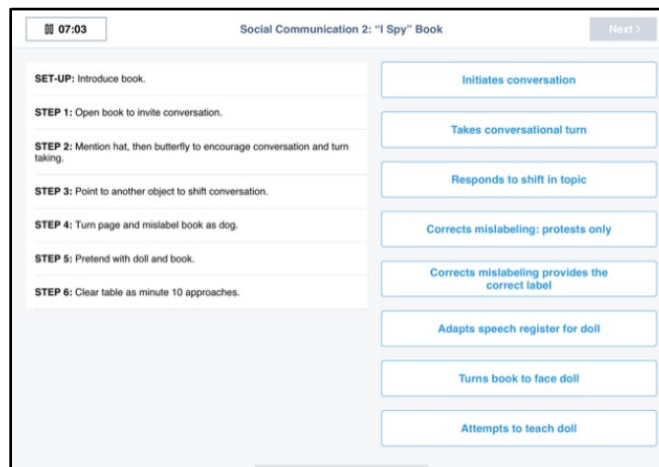 07:03
Social Communication 2: “I Spy” Book
Next >
SET-UP: Introduce book.
STEP 1: Open book to invite conversation.
STEP 2: Mention hat, then butterfly to encourage conversation and turn
taking.
STEP 3: Point to another object to shift conversation.
STEP 4: Turn page and mislabel book as dog.
STEP 5: Pretend with doll and book.
STEP 6: Clear table as minute 10 approaches.
Initiates conversation
Takes conversational turn
Responds to shift in topic
Corrects mislabeling: protests only
Corrects mislabeling provides the
correct label
Adapts speech register for doll
Turns book to face doll
Attempts to teach doll